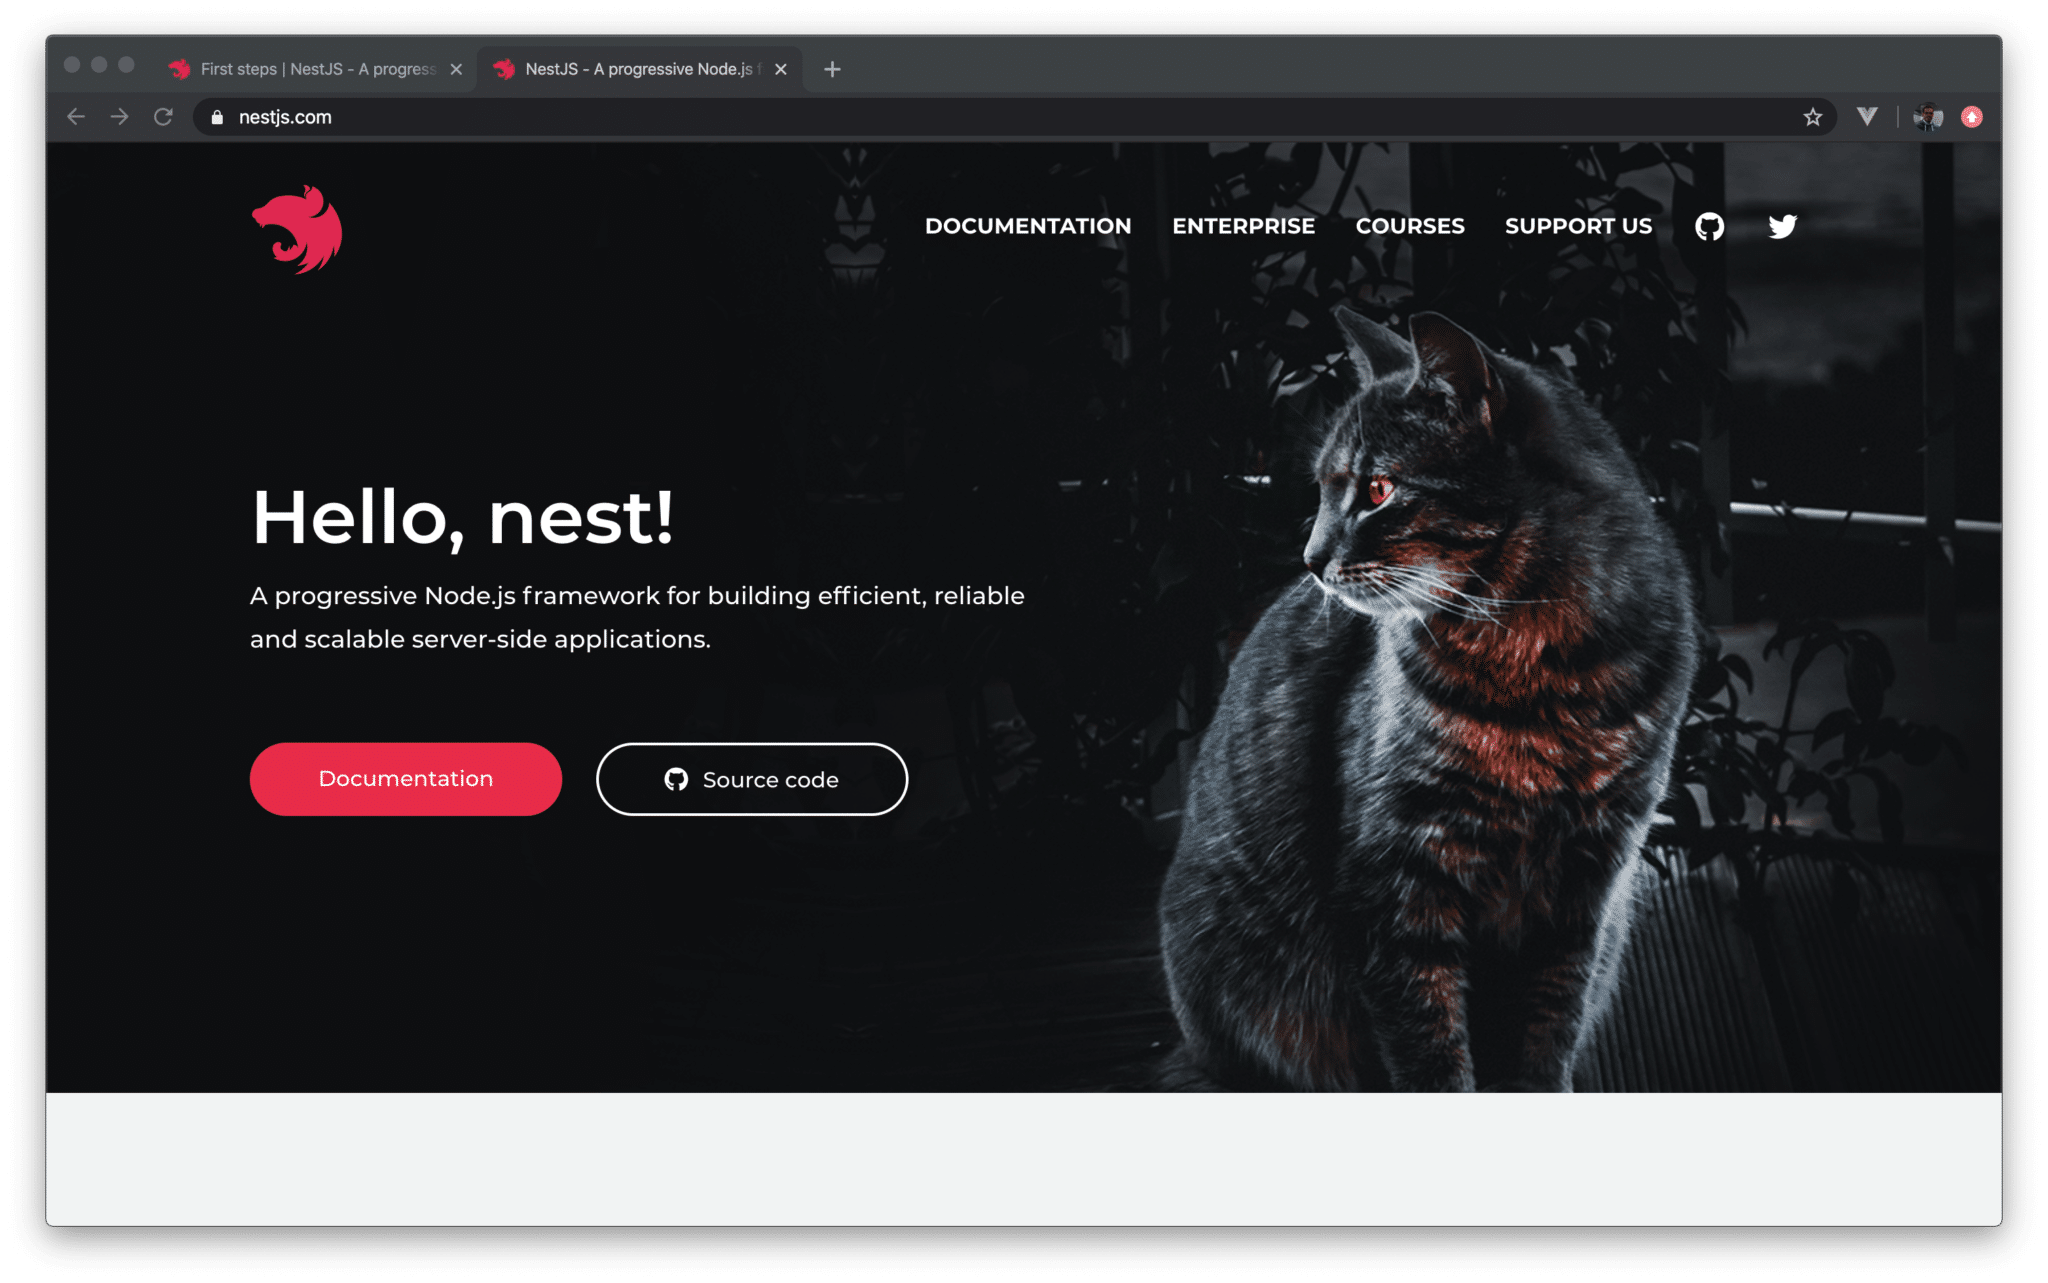 First steps | NestJS - A progress
NestJS - A progressive Node.js f
nestjs.com
DOCUMENTATION ENTERPRISE COURSES SUPPORT US
Hello, nest!
A progressive Node.js framework for building efficient, reliable
and scalable server-side applications.
Documentation Source code